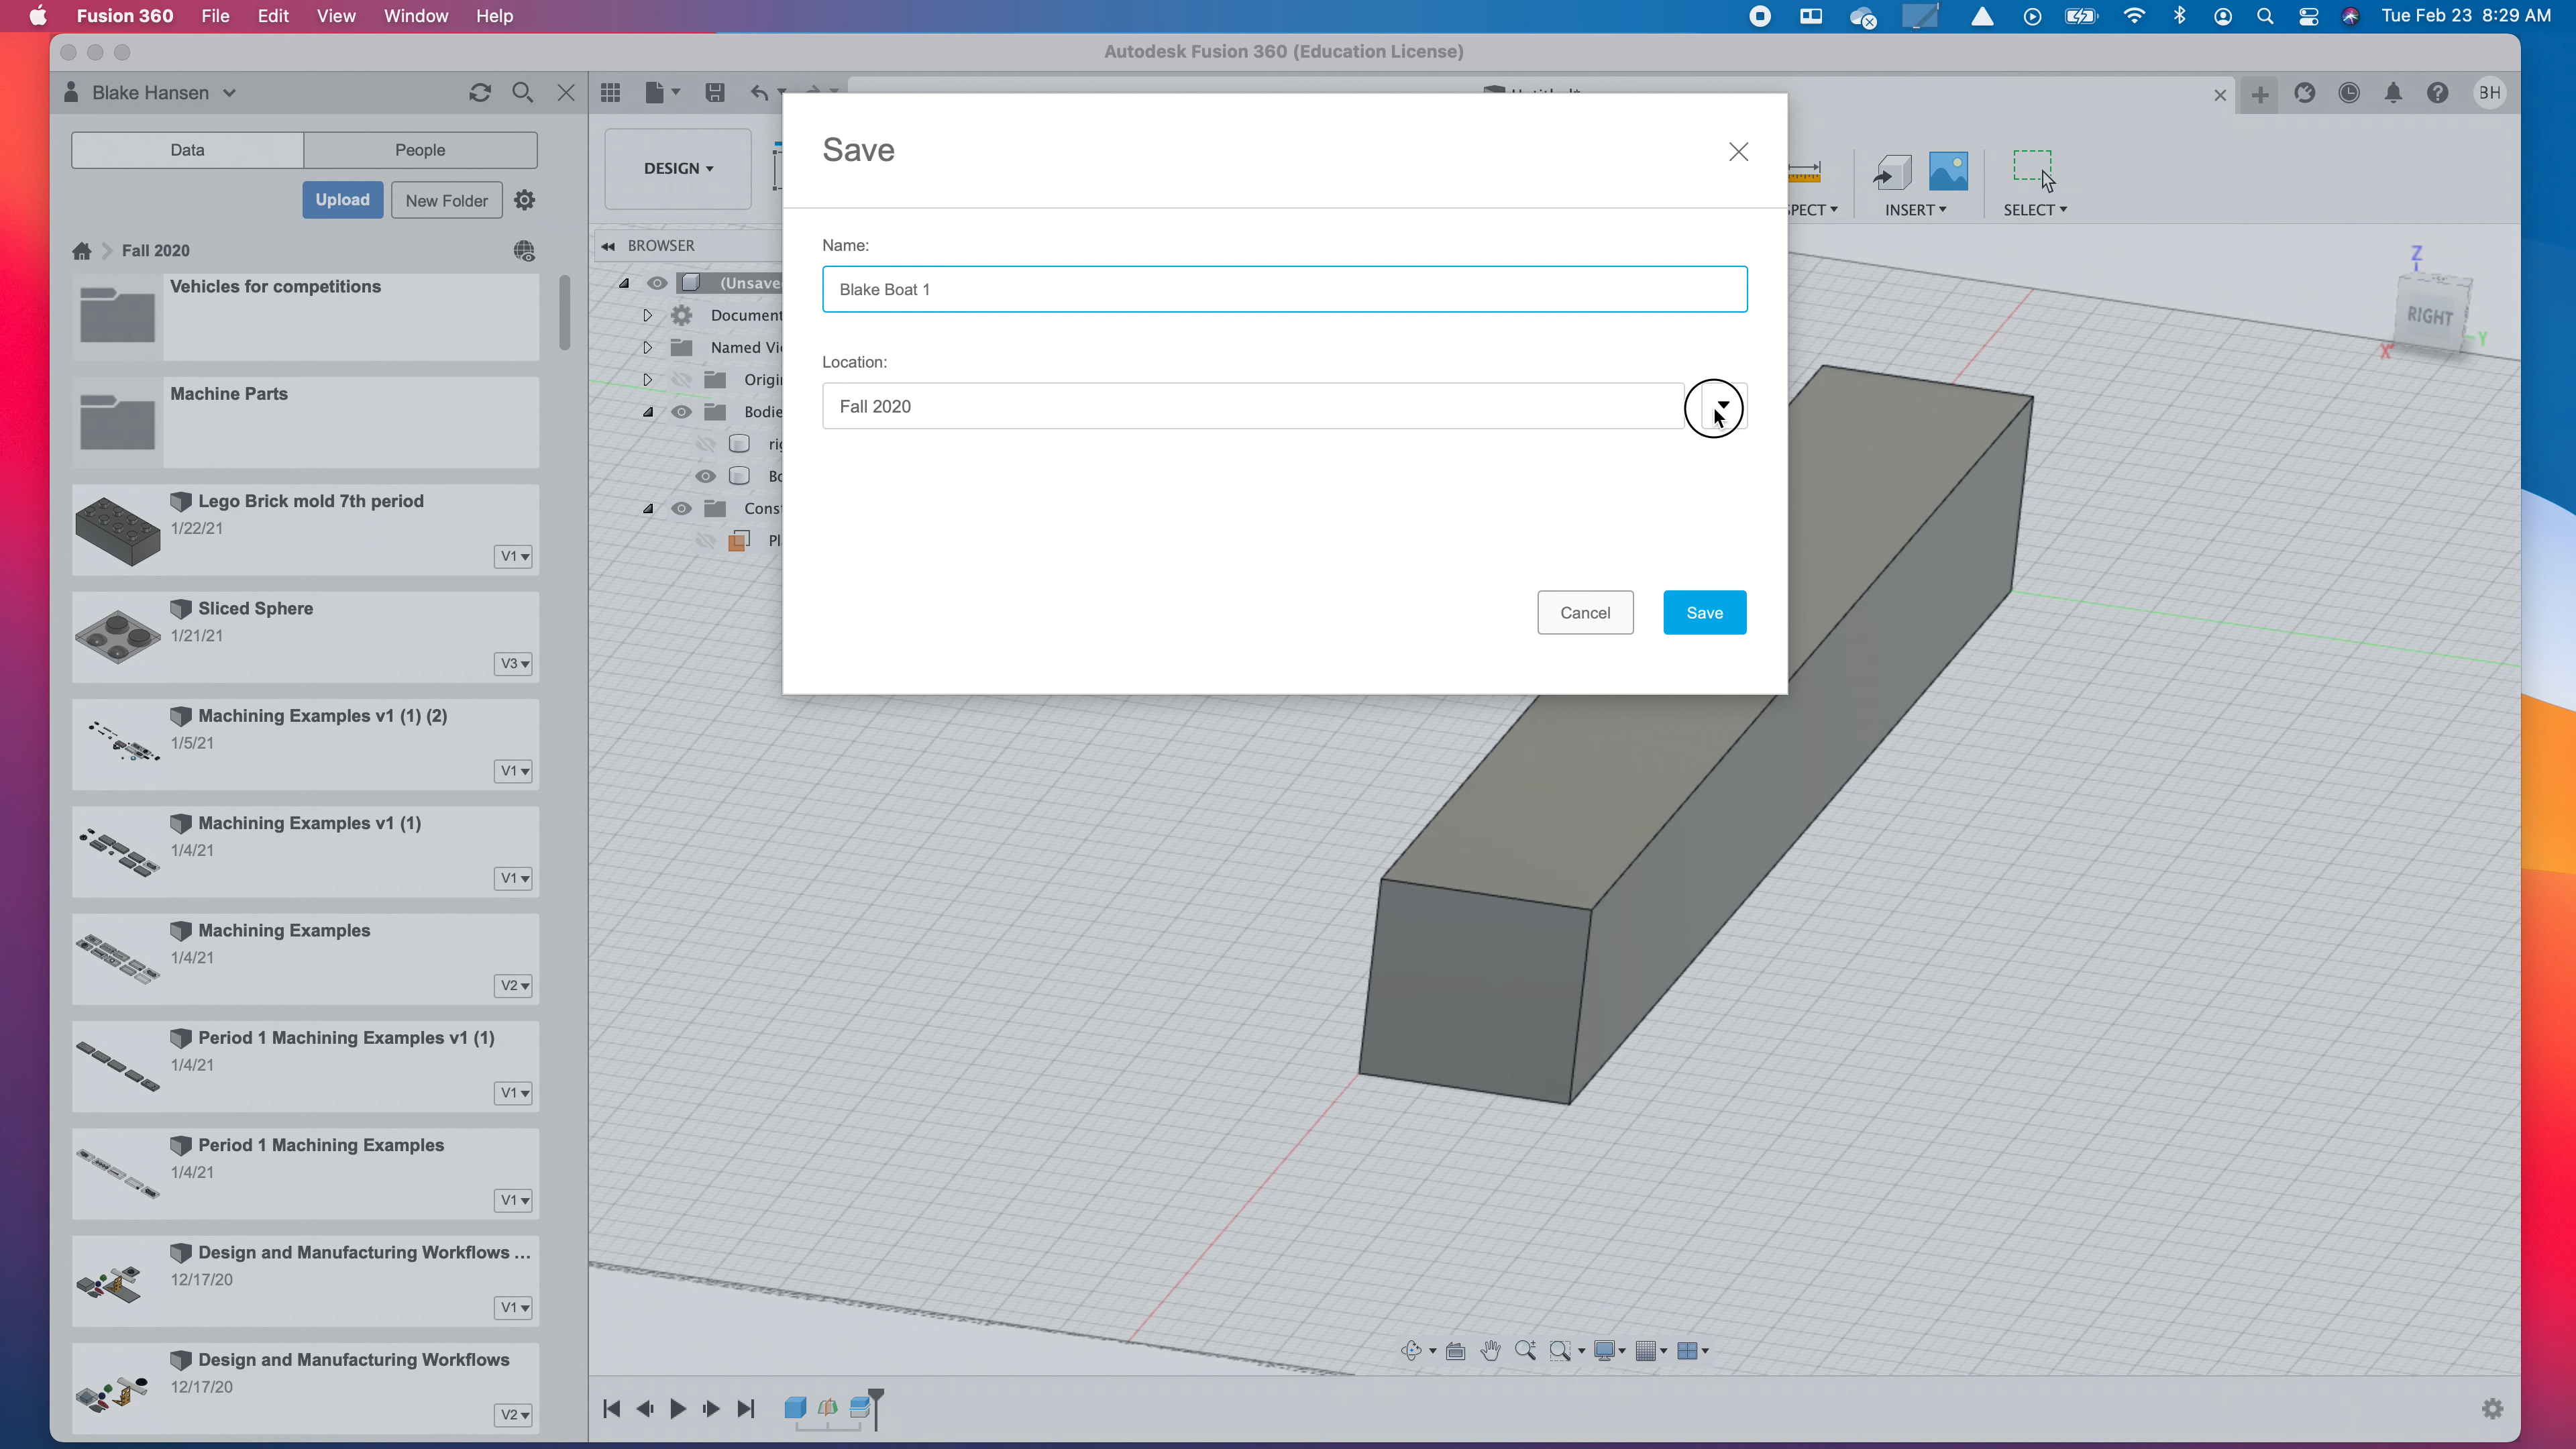 Fusion 360 File Edit View Window Help
Tue Feb 23 8:29 AM
Autodesk Fusion 360 (Education License)
Blake Hansen
BH
Data People
Upload New Folder
Fall 2020
Vehicles for competitions
Machine Parts
Lego Brick mold 7th period
1/22/21
V1
Sliced Sphere
1/21/21
V3
Machining Examples v1 (1) (2)
1/5/21
V1
Machining Examples v1 (1)
1/4/21
V1
Machining Examples
1/4/21
V2
Period 1 Machining Examples v1 (1)
1/4/21
V1
Period 1 Machining Examples
1/4/21
V1
Design and Manufacturing Workflows ...
12/17/20
V1
Design and Manufacturing Workflows
12/17/20
V2
DESIGN
BROWSER
(Unsave
Document
Named Vi
Origi
Bodie
Const
Save
Name:
Blake Boat 1
Location:
Fall 2020
Cancel Save
PECT INSERT SELECT
Z
RIGHT
X
Y